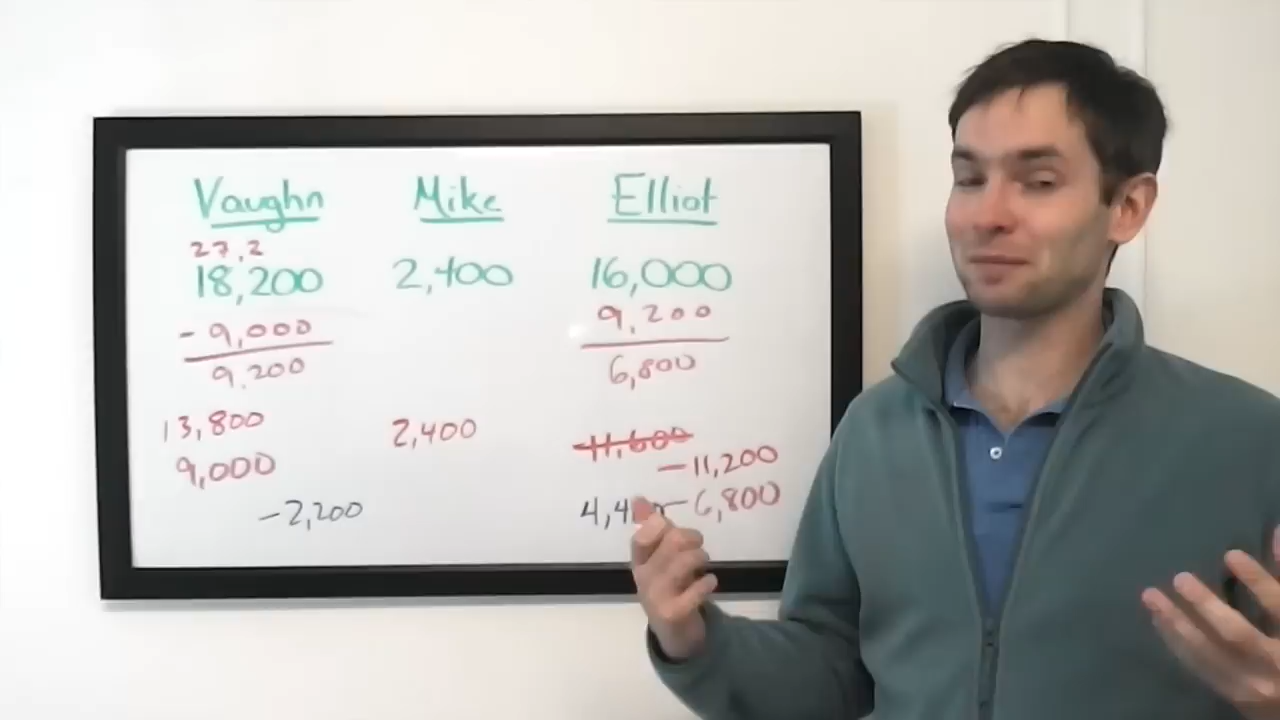 Vaughn Mike Elliot
27,2
18,200 2,400 16,000
- 9,000 9,200
9,200 6,800
13,800 2,400 11,600
9,000 -11,200
-2,200 -6,800